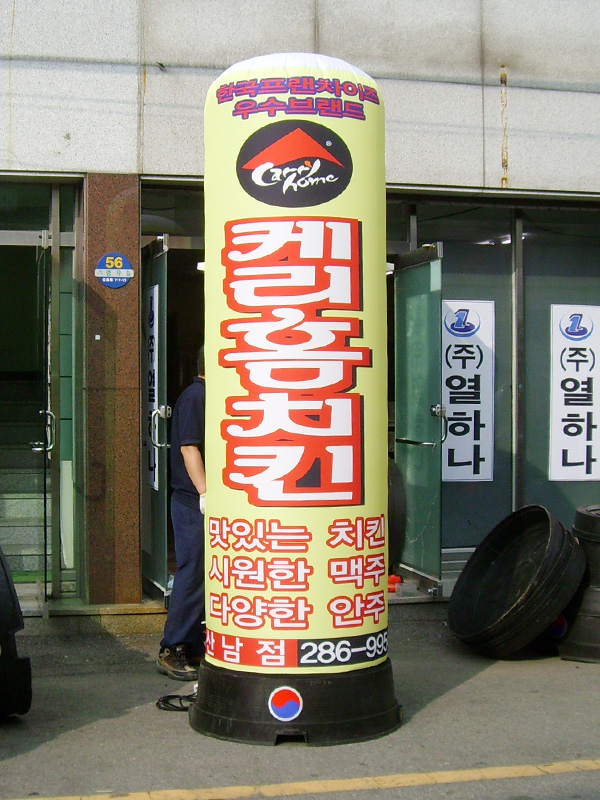 한국프랜차이즈
우수브랜드
Carry
home
®
케리홈치킨
맛있는 치킨
시원한 맥주
다양한 안주
산남점 286-995
56
1
(주)열하나
1
(주)열하나